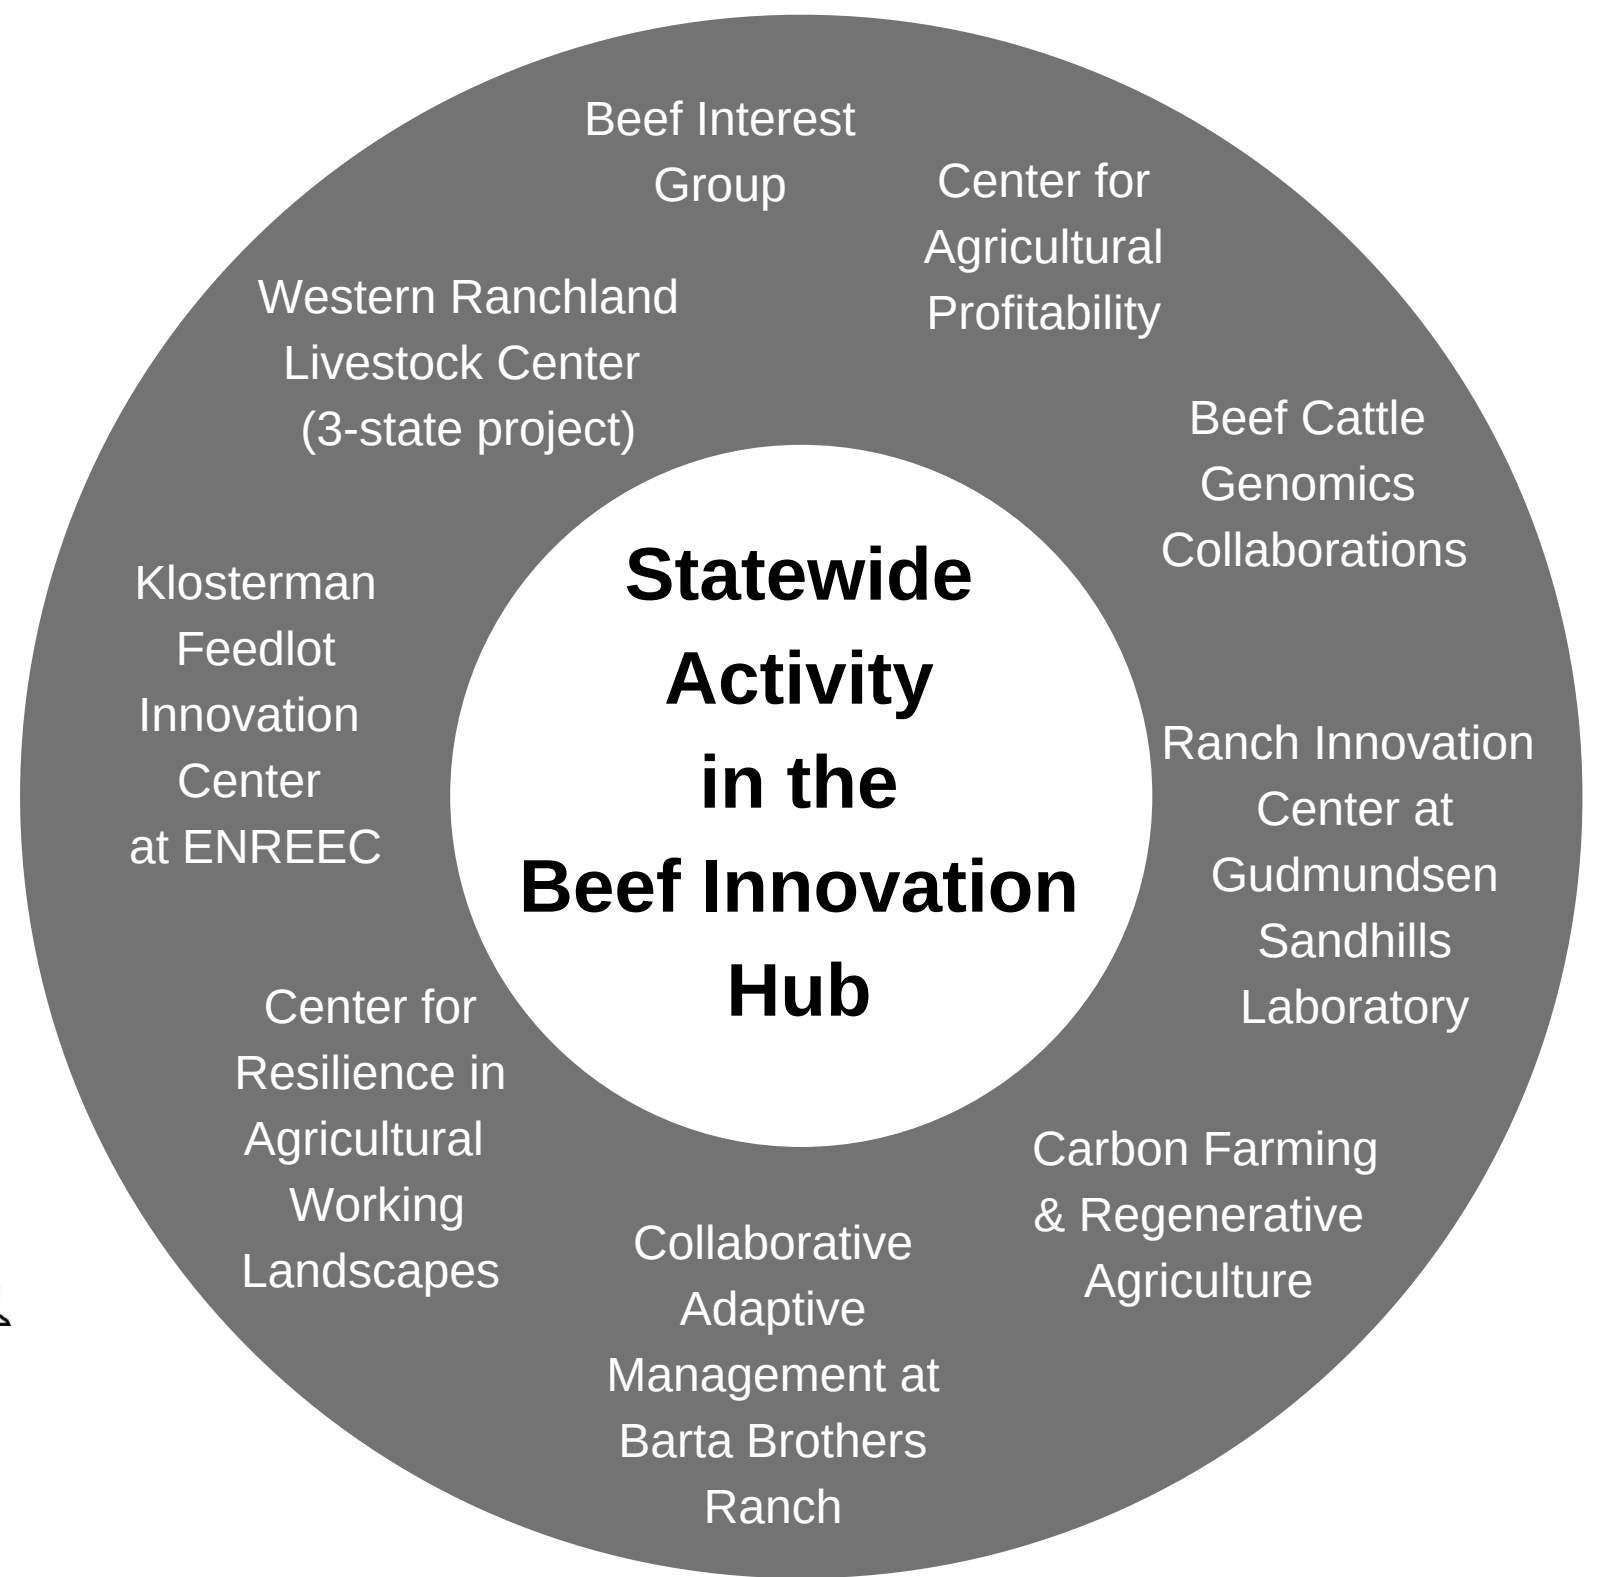 Beef Interest
Group
Center for
Agricultural
Profitability
Western Ranchland
Livestock Center
(3-state project)
Beef Cattle
Genomics
Collaborations
Klosterman
Feedlot
Innovation
Center
at ENREEC
Statewide
Activity
in the
Beef Innovation
Hub
Ranch Innovation
Center at
Gudmundsen
Sandhills
Laboratory
Center for
Resilience in
Agricultural
Working
Landscapes
Carbon Farming
& Regenerative
Agriculture
Collaborative
Adaptive
Management at
Barta Brothers
Ranch